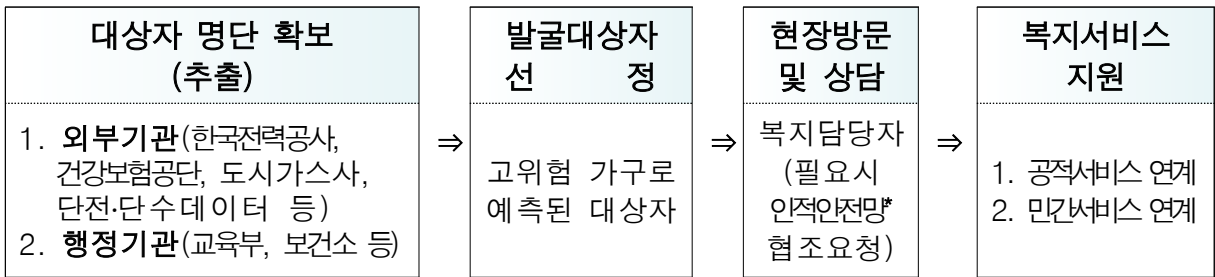 대상자 명단 확보
(추출)
1. 외부기관(한국전력공사,
건강보험공단, 도시가스사,
단전·단수데이터 등)
2. 행정기관(교육부, 보건소 등)
⇒
발굴대상자
선 정
고위험 가구로
예측된 대상자
⇒
현장방문
및 상담
복지담당자
(필요시
인적안전망*
협조요청)
⇒
복지서비스
지원
1. 공적서비스 연계
2. 민간서비스 연계